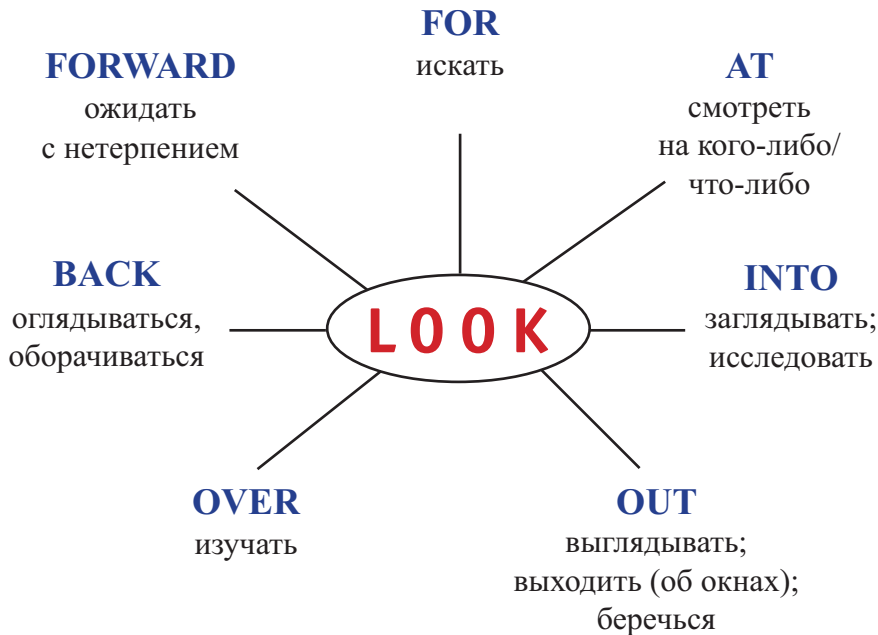 FOR
искать
FORWARD
ожидать
с нетерпением
AT
смотреть
на кого-либо/
что-либо
BACK
оглядываться,
оборачиваться
LOOK
INTO
заглядывать;
исследовать
OVER
изучать
OUT
выглядывать;
выходить (об окнах);
беречься